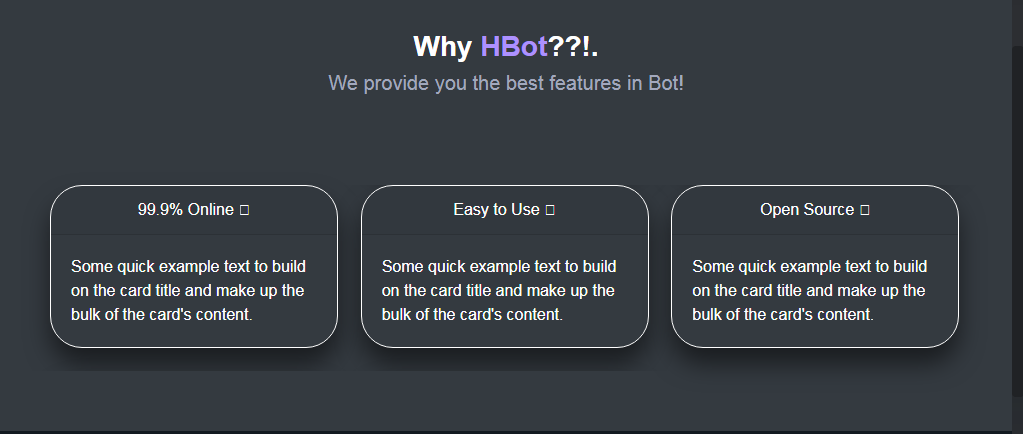 Why HBot??!.
We provide you the best features in Bot!
99.9% Online
Some quick example text to build
on the card title and make up the
bulk of the card's content.
Easy to Use
Some quick example text to build
on the card title and make up the
bulk of the card's content.
Open Source
Some quick example text to build
on the card title and make up the
bulk of the card's content.